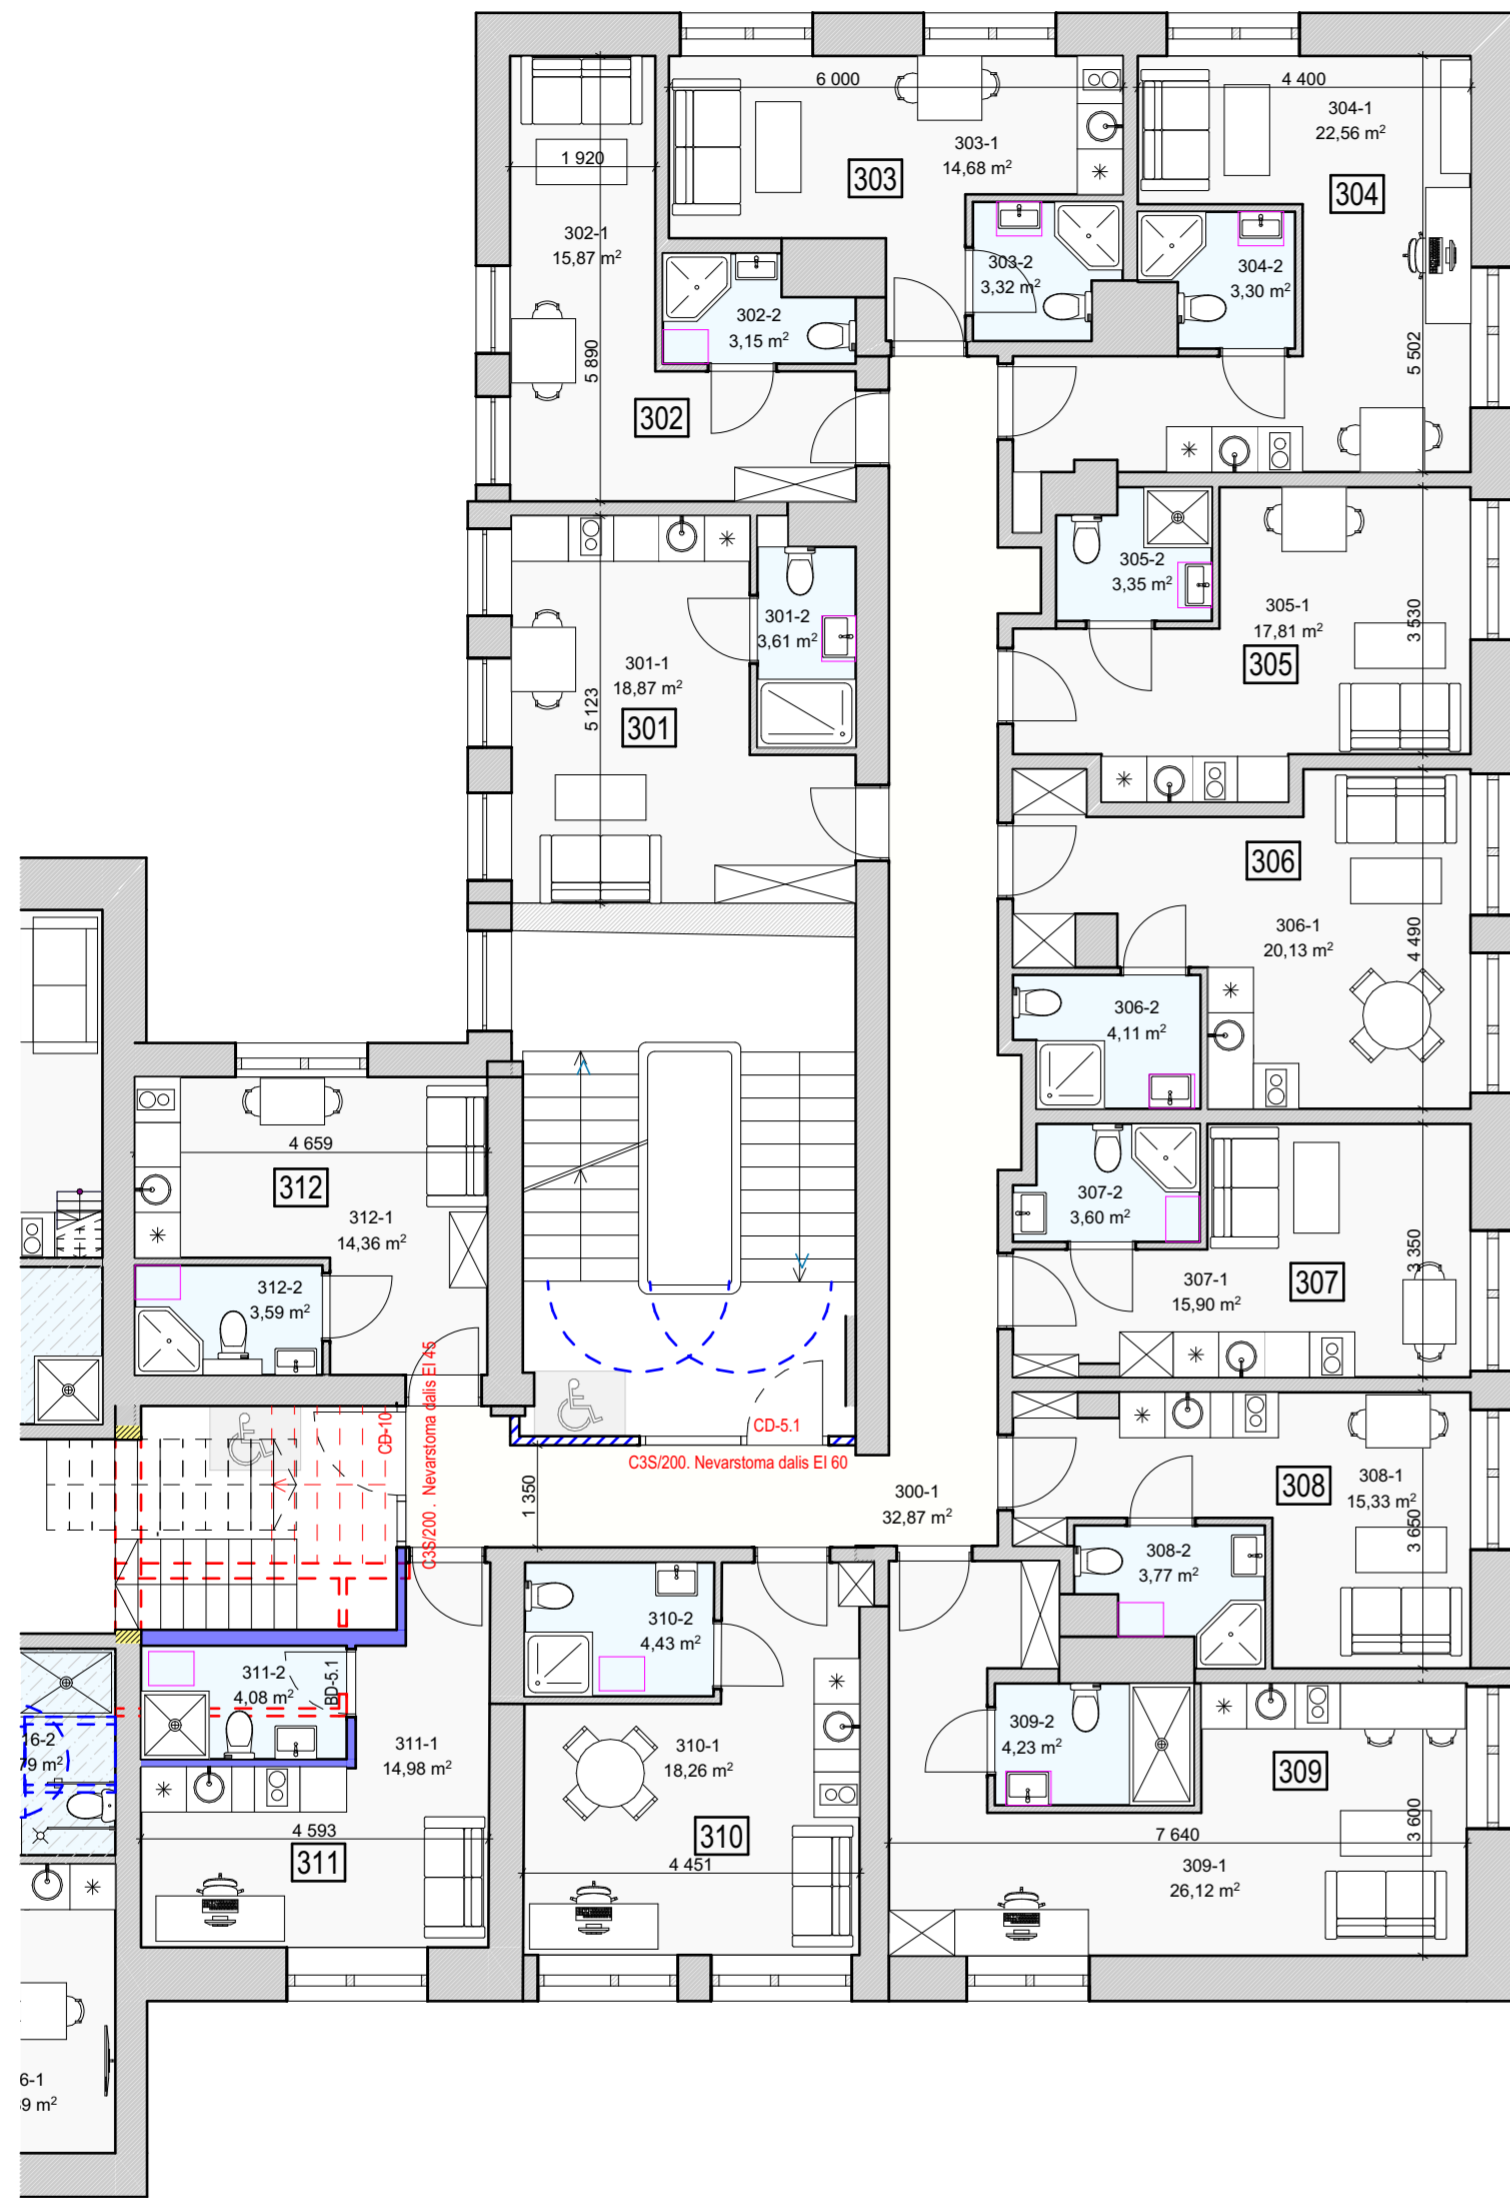 6 000
4 400
304-1
22,56 m²
303-1
14,68 m²
303
304
1 920
302-1
15,87 m²
303-2
3,32 m²
304-2
3,30 m²
302-2
3,15 m²
5 890
5 502
302
305-2
3,35 m²
305-1
17,81 m²
3 530
305
301-2
3,61 m²
301-1
18,87 m²
5 123
301
306
306-1
20,13 m²
4 490
306-2
4,11 m²
4 659
312
312-1
14,36 m²
307-2
3,60 m²
307-1
15,90 m²
307
3 350
312-2
3,59 m²
CD-10
C3S/200 . Nevarstoma dalis EI 45
CD-5.1
C3S/200. Nevarstoma dalis EI 60
1 350
300-1
32,87 m²
308
308-1
15,33 m²
3 650
308-2
3,77 m²
310-2
4,43 m²
311-2
4,08 m²
BD-5.1
6-2
79 m²
311-1
14,98 m²
310-1
18,26 m²
309-2
4,23 m²
309
3 600
4 593
311
310
4 451
7 640
309-1
26,12 m²
6-1
9 m²